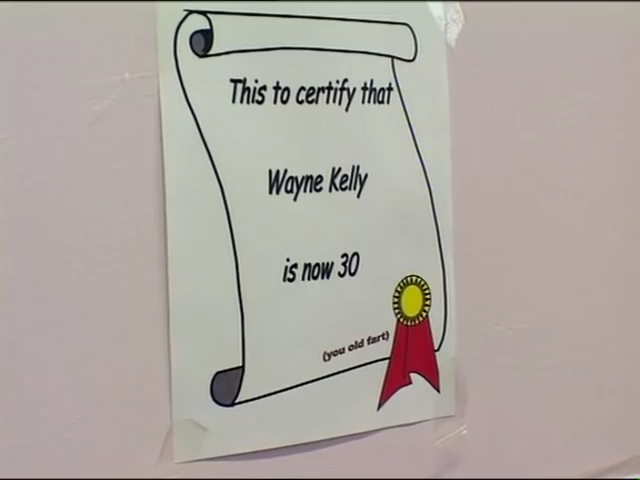 This to certify that
Wayne Kelly
is now 30
(you old fart)